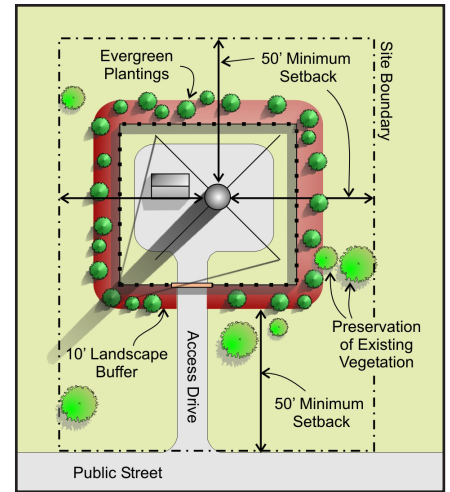 Evergreen
Plantings
50' Minimum
Setback
Site Boundary
10' Landscape
Buffer
Access Drive
Preservation
of Existing
Vegetation
50' Minimum
Setback
Public Street